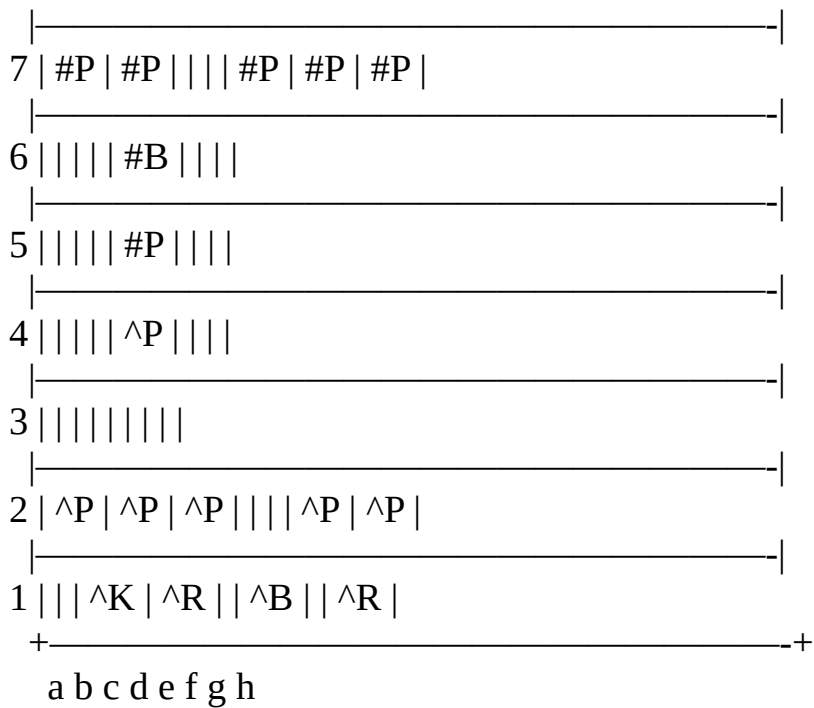 |———————————————————-|
7 | #P | #P | | | | #P | #P | #P |
|———————————————————-|
6 | | | | | #B | | | |
|———————————————————-|
5 | | | | | #P | | | |
|———————————————————-|
4 | | | | | ^P | | | |
|———————————————————-|
3 | | | | | | | | |
|———————————————————-|
2 | ^P | ^P | ^P | | | | ^P | ^P |
|———————————————————-|
1 | | | ^K | ^R | | ^B | | ^R |
+———————————————————-+
a b c d e f g h